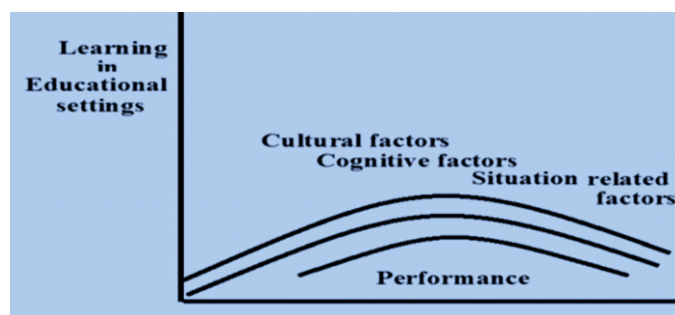 Learning
in
Educational
settings
Cultural factors
Cognitive factors
Situation related
factors
Performance